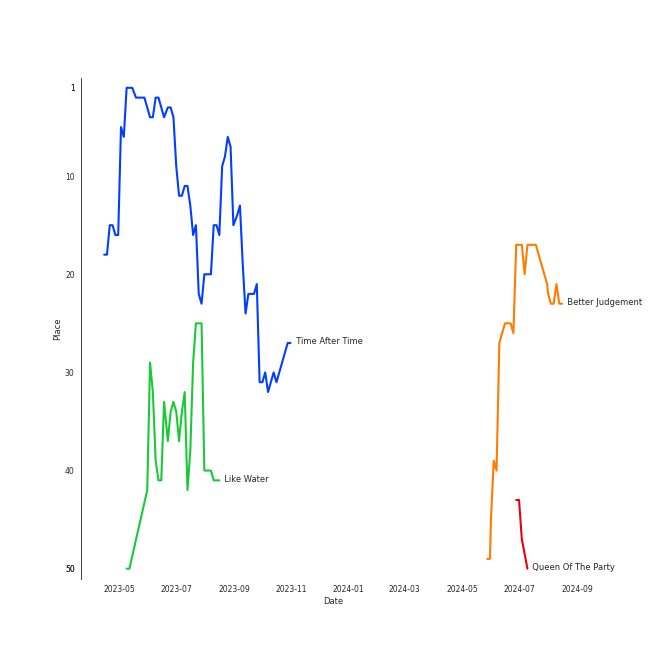 1
10
20
30
40
50
Place
Time After Time
Like Water
Better Judgement
Queen Of The Party
2023-05
2023-07
2023-09
2023-11
2024-01
2024-03
2024-05
2024-07
2024-09
Date